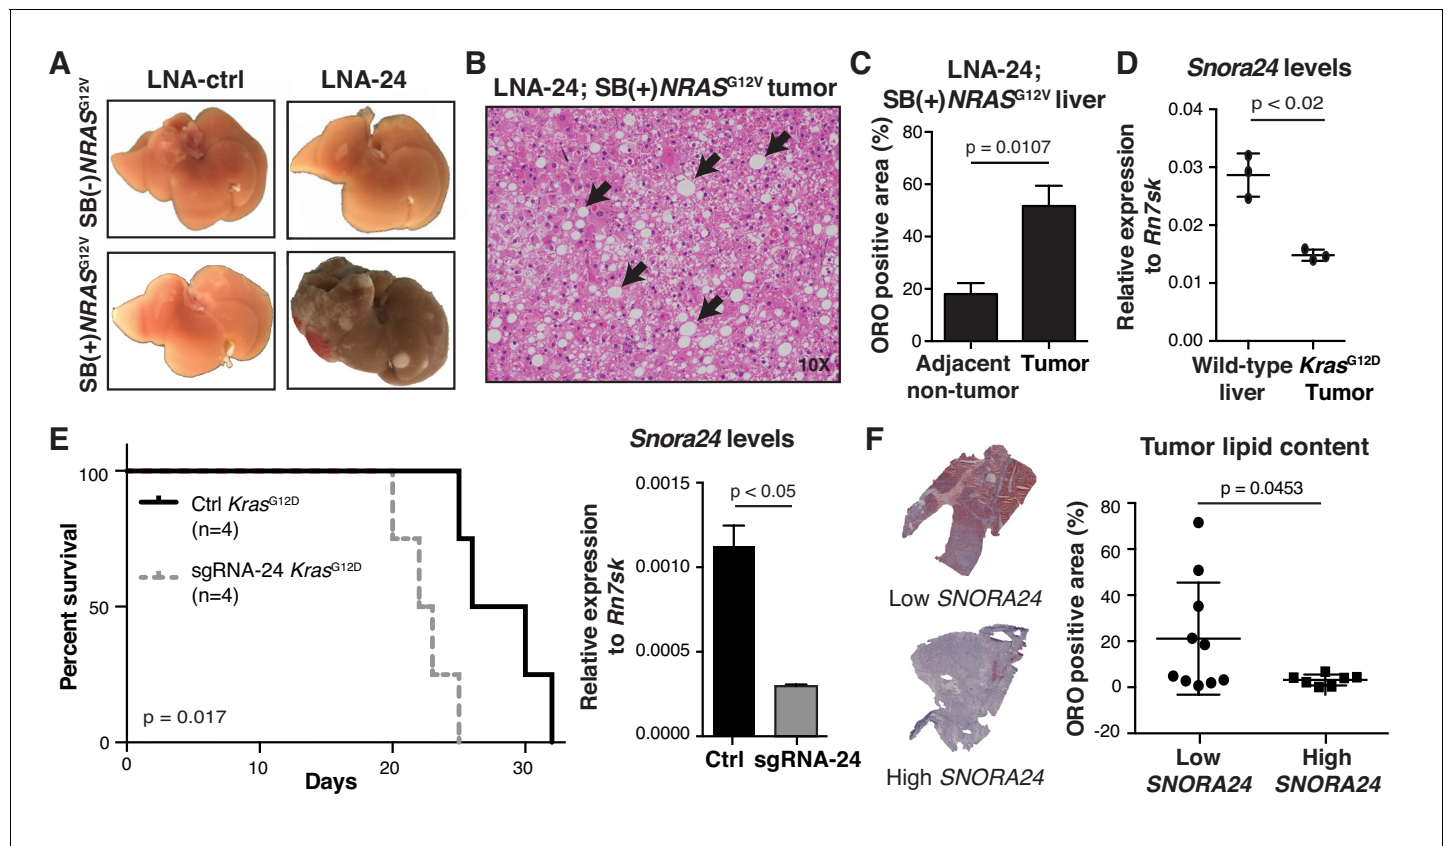 A
LNA-ctrl
LNA-24
SB(-)NRASG12V
SB(+)NRASG12V
B
LNA-24; SB(+)NRASG12V tumor
10X
C
LNA-24;
SB(+)NRASG12V liver
ORO positive area (%)
80
60
40
20
0
p = 0.0107
Adjacent
non-tumor
Tumor
D
Snora24 levels
Relative expression
to Rn7sk
0.04
0.03
0.02
0.01
0.00
p < 0.02
Wild-type
liver
KrasG12D
Tumor
E
Percent survival
100
50
0
Ctrl KrasG12D
(n=4)
sgRNA-24 KrasG12D
(n=4)
p = 0.017
0
10
20
30
Days
Snora24 levels
Relative expression
to Rn7sk
0.0015
0.0010
0.0005
0.0000
p < 0.05
Ctrl
sgRNA-24
F
Low SNORA24
High SNORA24
Tumor lipid content
p = 0.0453
ORO positive area (%)
80
60
40
20
0
-20
Low
SNORA24
High
SNORA24